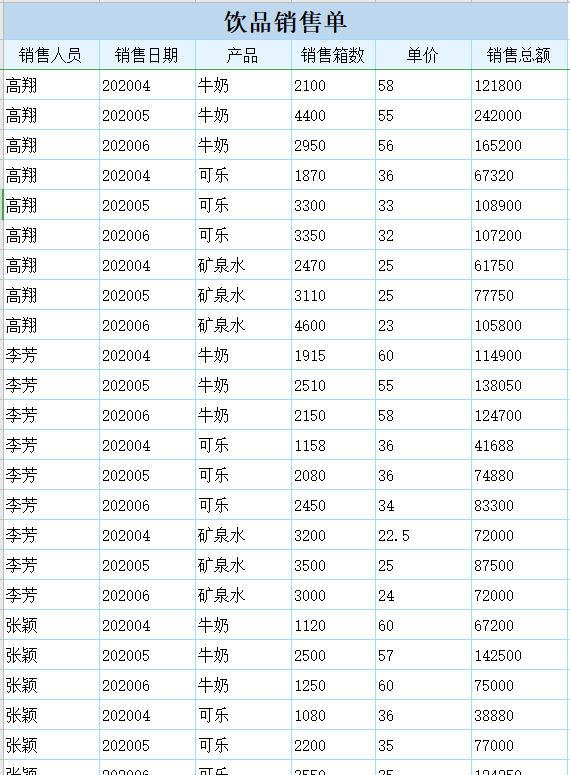 饮品销售单
销售人员 销售日期 产品 销售箱数 单价 销售总额
高翔 202004 牛奶 2100 58 121800
高翔 202005 牛奶 4400 55 242000
高翔 202006 牛奶 2950 56 165200
高翔 202004 可乐 1870 36 67320
高翔 202005 可乐 3300 33 108900
高翔 202006 可乐 3350 32 107200
高翔 202004 矿泉水 2470 25 61750
高翔 202005 矿泉水 3110 25 77750
高翔 202006 矿泉水 4600 23 105800
李芳 202004 牛奶 1915 60 114900
李芳 202005 牛奶 2510 55 138050
李芳 202006 牛奶 2150 58 124700
李芳 202004 可乐 1158 36 41688
李芳 202005 可乐 2080 36 74880
李芳 202006 可乐 2450 34 83300
李芳 202004 矿泉水 3200 22.5 72000
李芳 202005 矿泉水 3500 25 87500
李芳 202006 矿泉水 3000 24 72000
张颖 202004 牛奶 1120 60 67200
张颖 202005 牛奶 2500 57 142500
张颖 202006 牛奶 1250 60 75000
张颖 202004 可乐 1080 36 38880
张颖 202005 可乐 2200 35 77000
张颖 202006 可乐 3550 35 124250